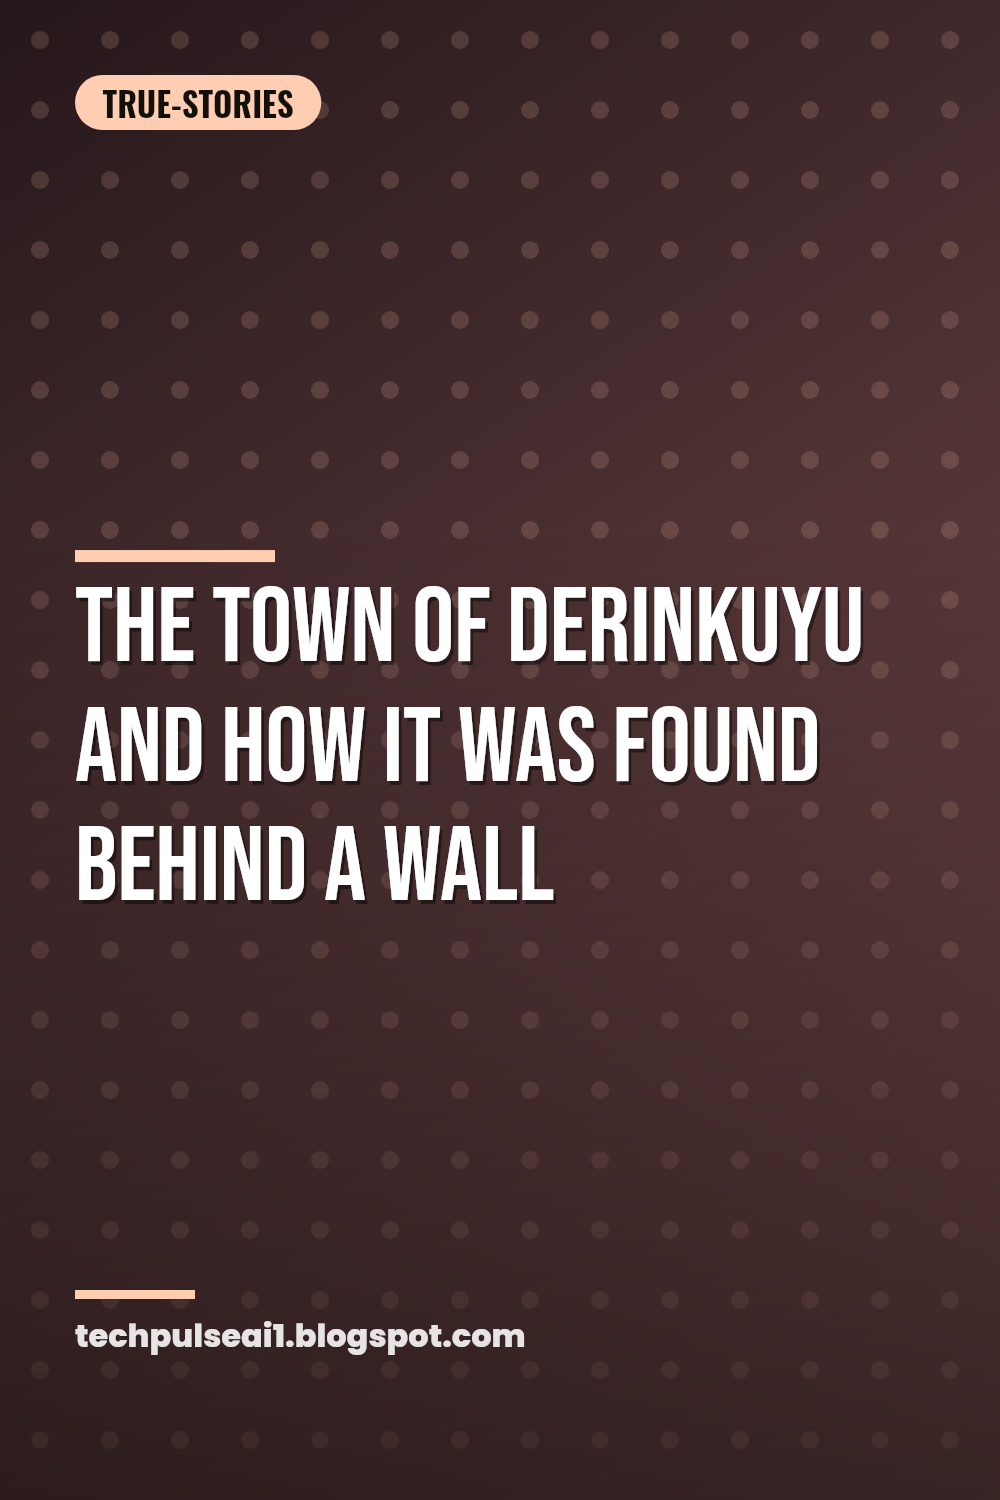 TRUE-STORIES
THE TOWN OF DERINKUYU
AND HOW IT WAS FOUND
BEHIND A WALL
techpulseai1.blogspot.com